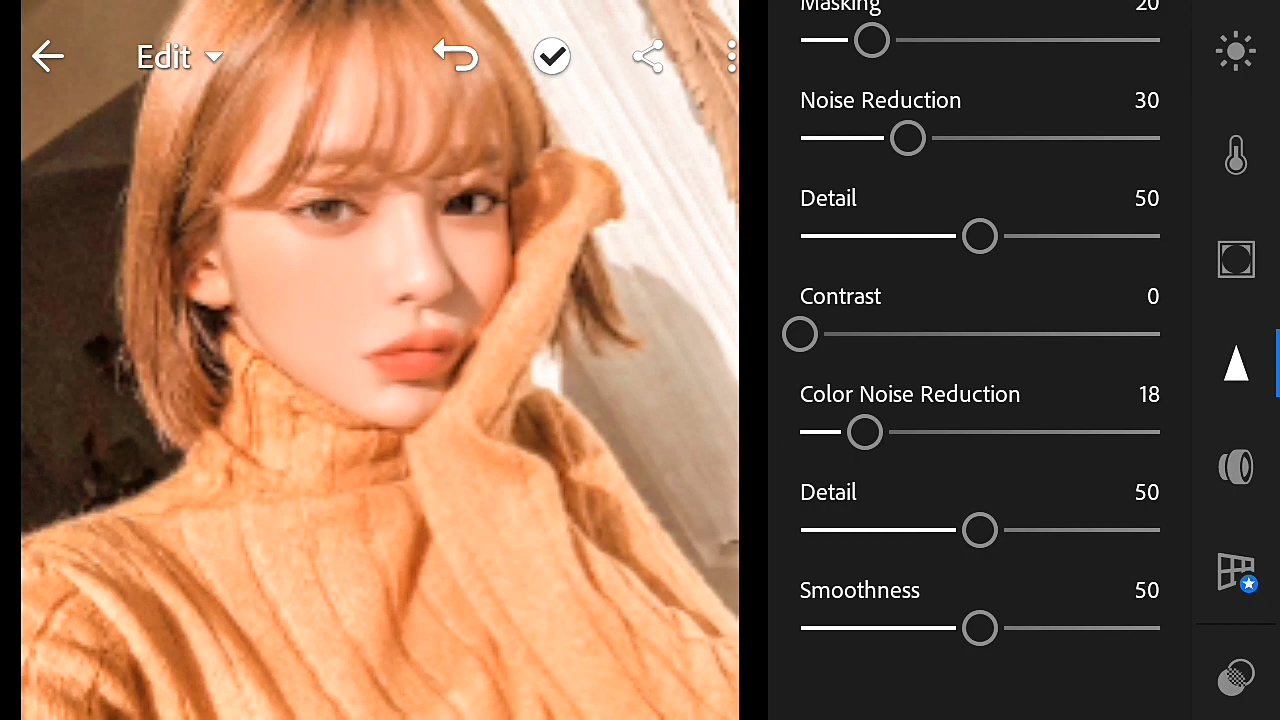 Edit
Masking 20
Noise Reduction 30
Detail 50
Contrast 0
Color Noise Reduction 18
Detail 50
Smoothness 50